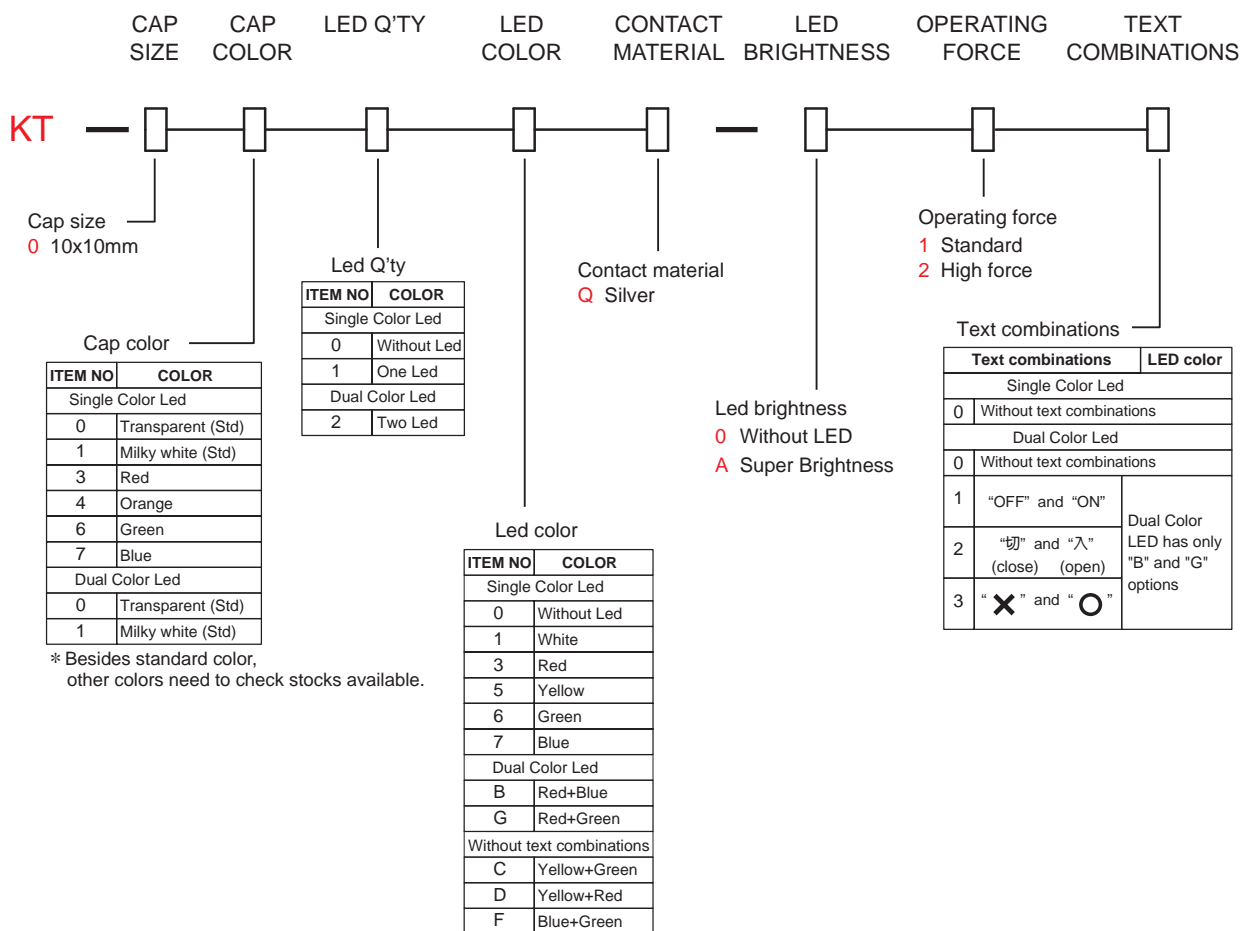 CAP SIZE
CAP COLOR
LED Q’TY
LED COLOR
CONTACT MATERIAL
LED BRIGHTNESS
OPERATING FORCE
TEXT COMBINATIONS
KT
Cap size
0 10x10mm
Cap color
ITEM NO COLOR
Single Color Led
0 Transparent (Std)
1 Milky white (Std)
3 Red
4 Orange
6 Green
7 Blue
Dual Color Led
0 Transparent (Std)
1 Milky white (Std)
* Besides standard color,
other colors need to check stocks available.
Led Q’ty
ITEM NO COLOR
Single Color Led
0 Without Led
1 One Led
Dual Color Led
2 Two Led
Led color
ITEM NO COLOR
Single Color Led
0 Without Led
1 White
3 Red
5 Yellow
6 Green
7 Blue
Dual Color Led
B Red+Blue
G Red+Green
Without text combinations
C Yellow+Green
D Yellow+Red
F Blue+Green
Contact material
Q Silver
Led brightness
0 Without LED
A Super Brightness
Operating force
1 Standard
2 High force
Text combinations
Text combinations LED color
Single Color Led
0 Without text combinations
Dual Color Led
0 Without text combinations
1 “OFF” and “ON”
2 “切” and “入”
(close) (open)
3 “ ✕ ” and “ O ”
Dual Color
LED has only
"B" and "G"
options